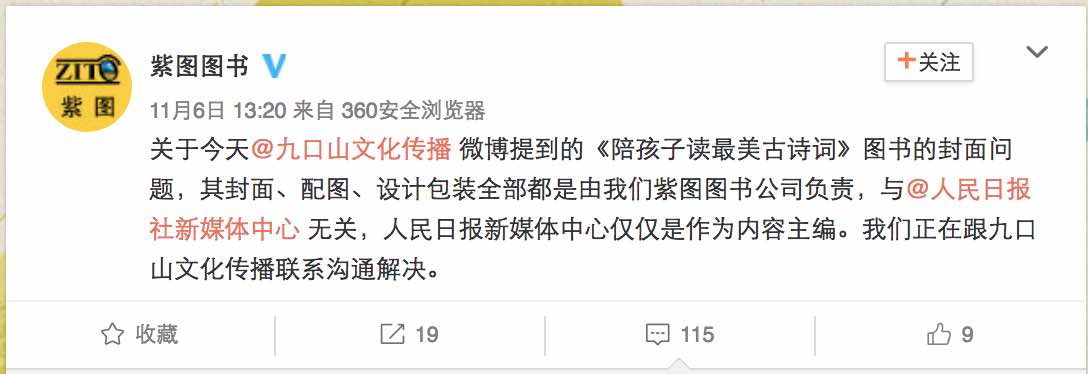 ZITO
紫 图
紫图图书
+关注
11月6日 13:20 来自 360安全浏览器
关于今天@九口山文化传播 微博提到的《陪孩子读最美古诗词》图书的封面问
题，其封面、配图、设计包装全部都是由我们紫图图书公司负责，与@人民日报
社新媒体中心 无关，人民日报新媒体中心仅仅是作为内容主编。我们正在跟九口
山文化传播联系沟通解决。
收藏
19
115
9